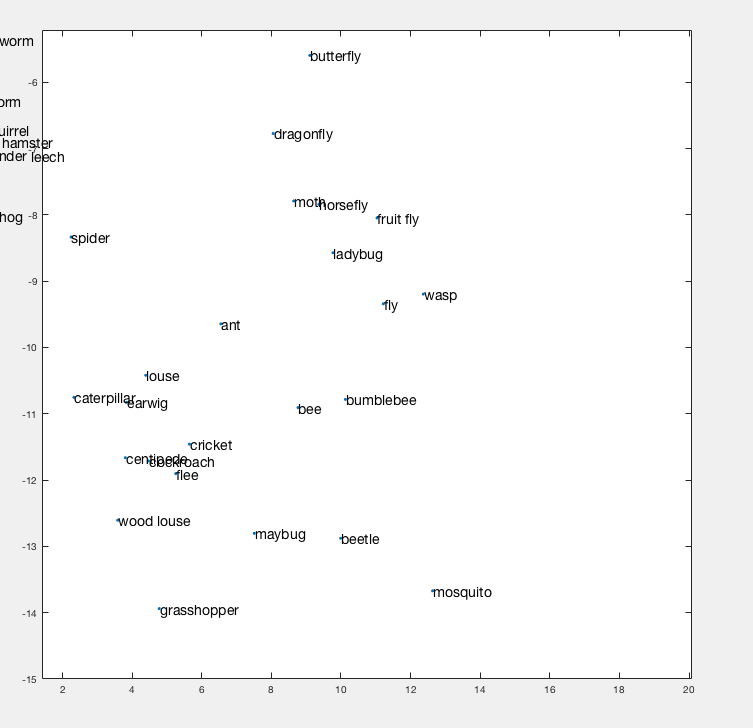 worm
butterfly
-6
orm
uirrel
dragonfly
hamster
-7
nder leech
moth
horsefly
hog
-8
fruit fly
spider
ladybug
-9
wasp
fly
ant
-10
louse
caterpillar
earwig
bumblebee
bee
-11
cricket
centipede
cockroach
flee
-12
wood louse
maybug
beetle
-13
mosquito
grasshopper
-14
-15
2 4 6 8 10 12 14 16 18 20